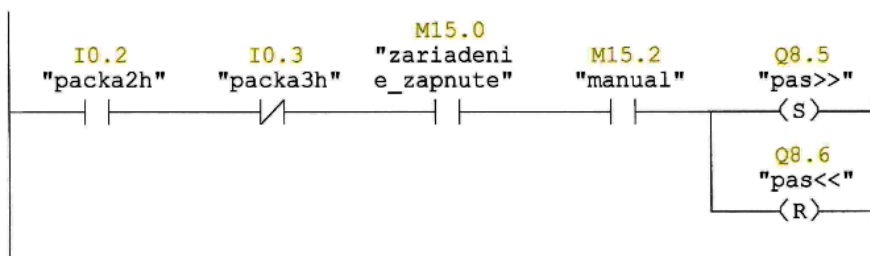 M15.0
I0.2 I0.3 "zariadeni M15.2 Q8.5
"packa2h" "packa3h" e_zapnute" "manual" "pas>>"
(S)
Q8.6
"pas<<"
(R)